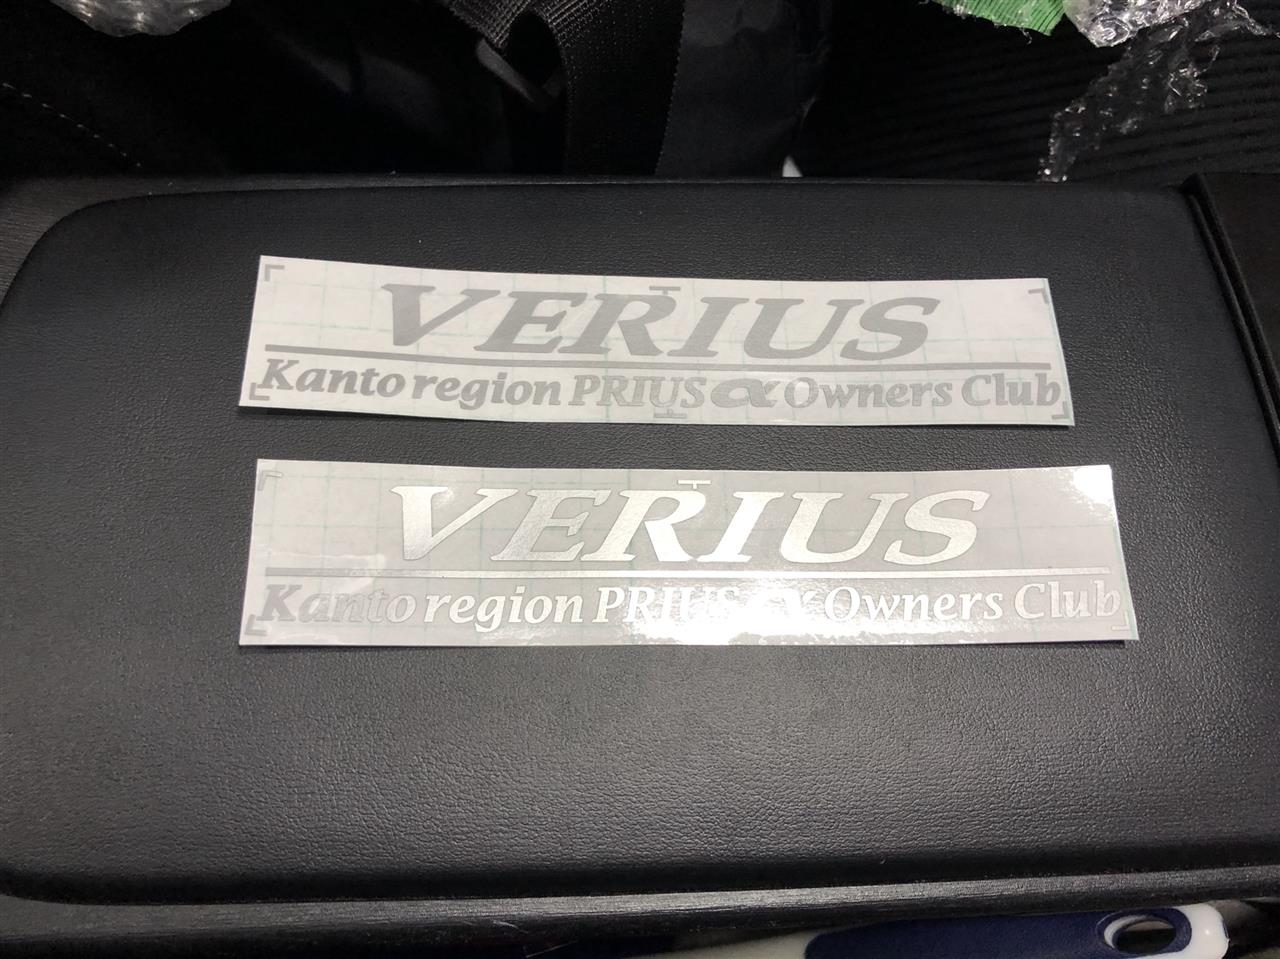 VERIUS
Kanto region PRIUS α Owners Club
VERIUS
Kanto region PRIUS α Owners Club